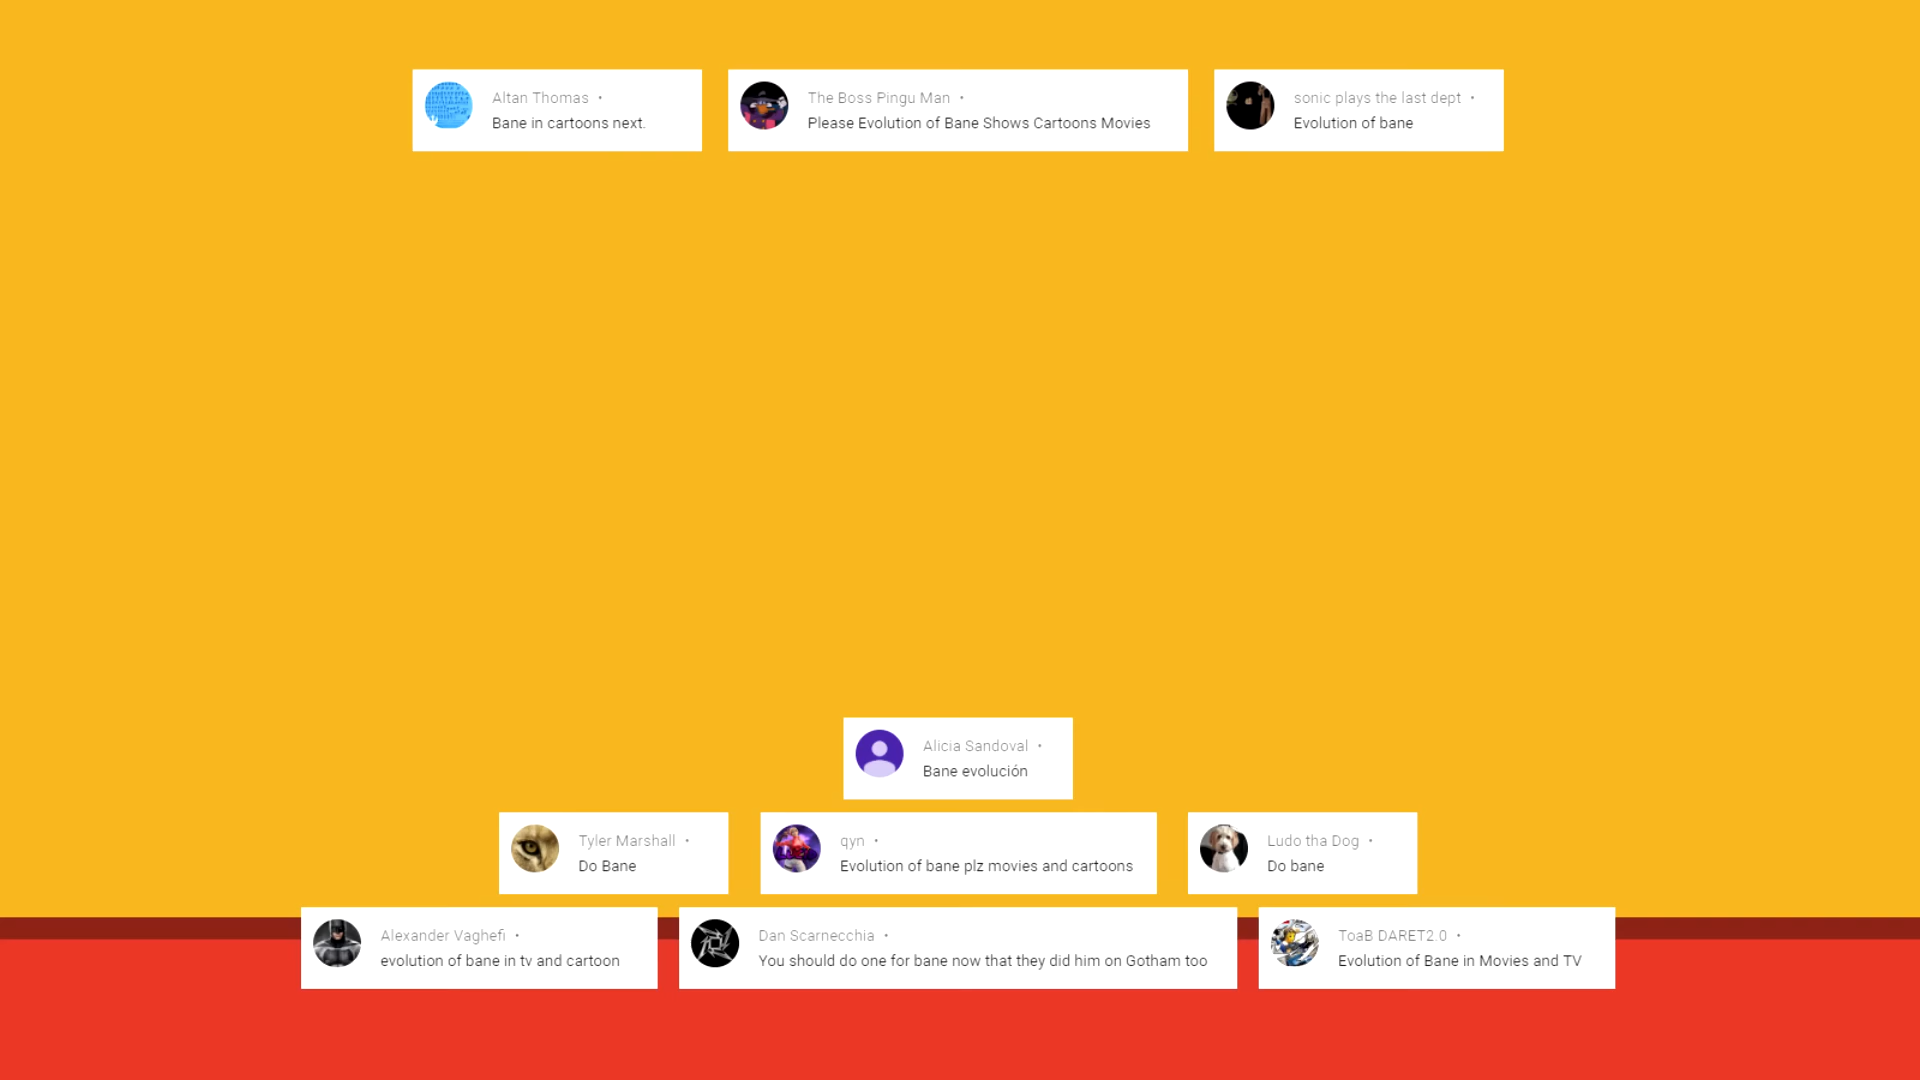 Altan Thomas •
Bane in cartoons next.
The Boss Pingu Man •
Please Evolution of Bane Shows Cartoons Movies
sonic plays the last dept •
Evolution of bane
Alicia Sandoval •
Bane evolución
Tyler Marshall •
Do Bane
qyn •
Evolution of bane plz movies and cartoons
Ludo tha Dog •
Do bane
Alexander Vaghefi •
evolution of bane in tv and cartoon
Dan Scarnecchia •
You should do one for bane now that they did him on Gotham too
ToaB DARET2.0 •
Evolution of Bane in Movies and TV